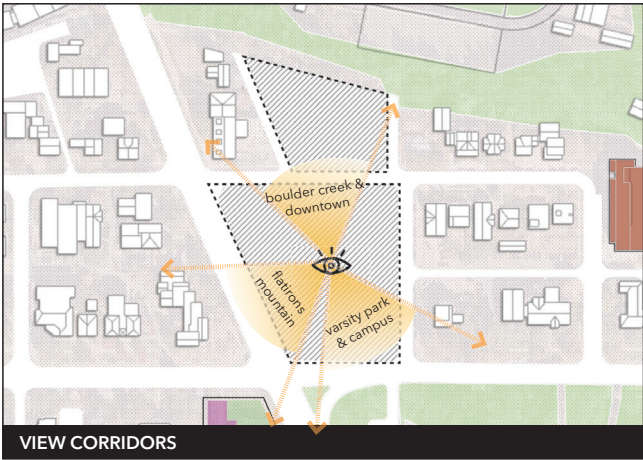 boulder creek &
downtown
flatirons
mountain
varsity park
& campus
VIEW CORRIDORS